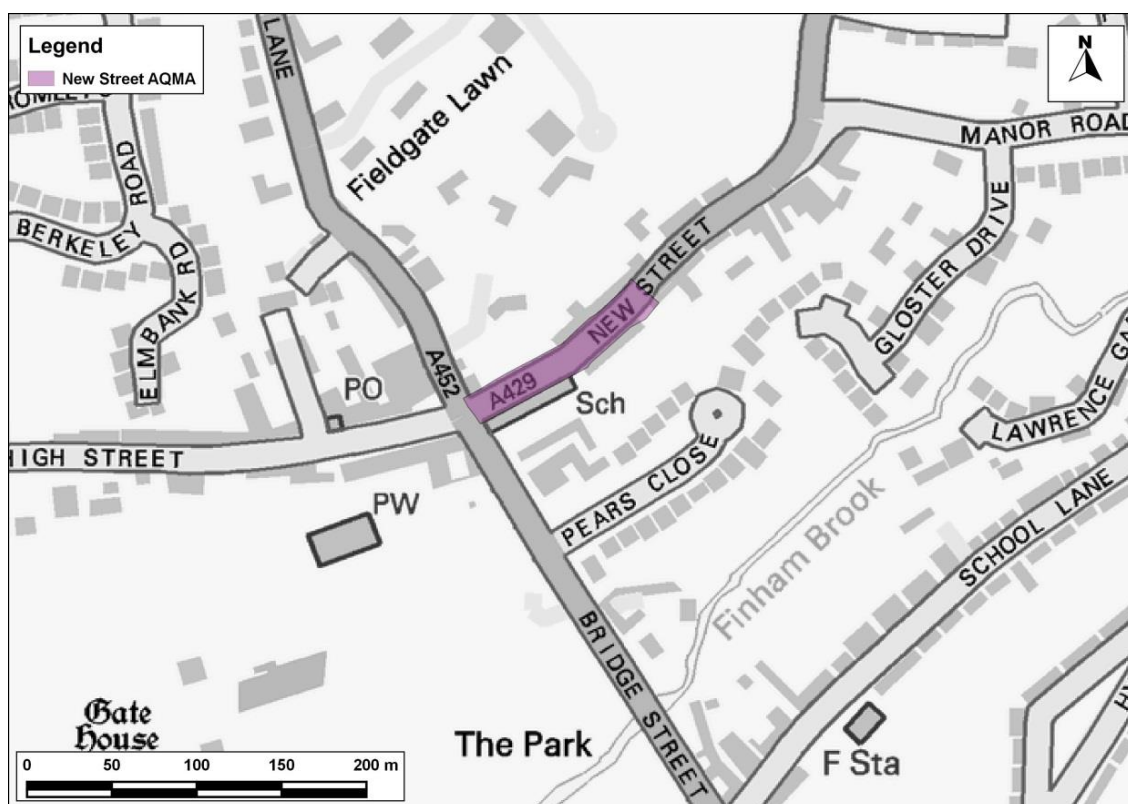 Legend
New Street AQMA
N
LANE
Fieldgate Lawn
MANOR ROAD
BERKELEY ROAD
ELMBANK RD
NEW STREET
GLOSTER DRIVE
A452
A429
PO
Sch
HIGH STREET
PEARS CLOSE
LAWRENCE GA
PW
Finham Brook
SCHOOL LANE
BRIDGE STREET
Gate
House
The Park
F Sta
0 50 100 150 200 m